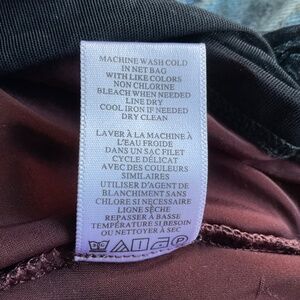 MACHINE WASH COLD
IN NET BAG
WITH LIKE COLORS
NON CHLORINE
BLEACH WHEN NEEDED
LINE DRY
COOL IRON IF NEEDED
DRY CLEAN
LAVER À LA MACHINE À
L'EAU FROIDE
DANS UN SAC FILET
CYCLE DÉLICAT
AVEC DES COULEURS
SIMILAIRES
UTILISER D'AGENT DE
BLANCHIMENT SANS
CHLORE SI NECESSAIRE
LIGNE SÈCHE
REPASSER À BASSE
TEMPÉRATURE SI BESOIN
OU NETTOYER À SEC